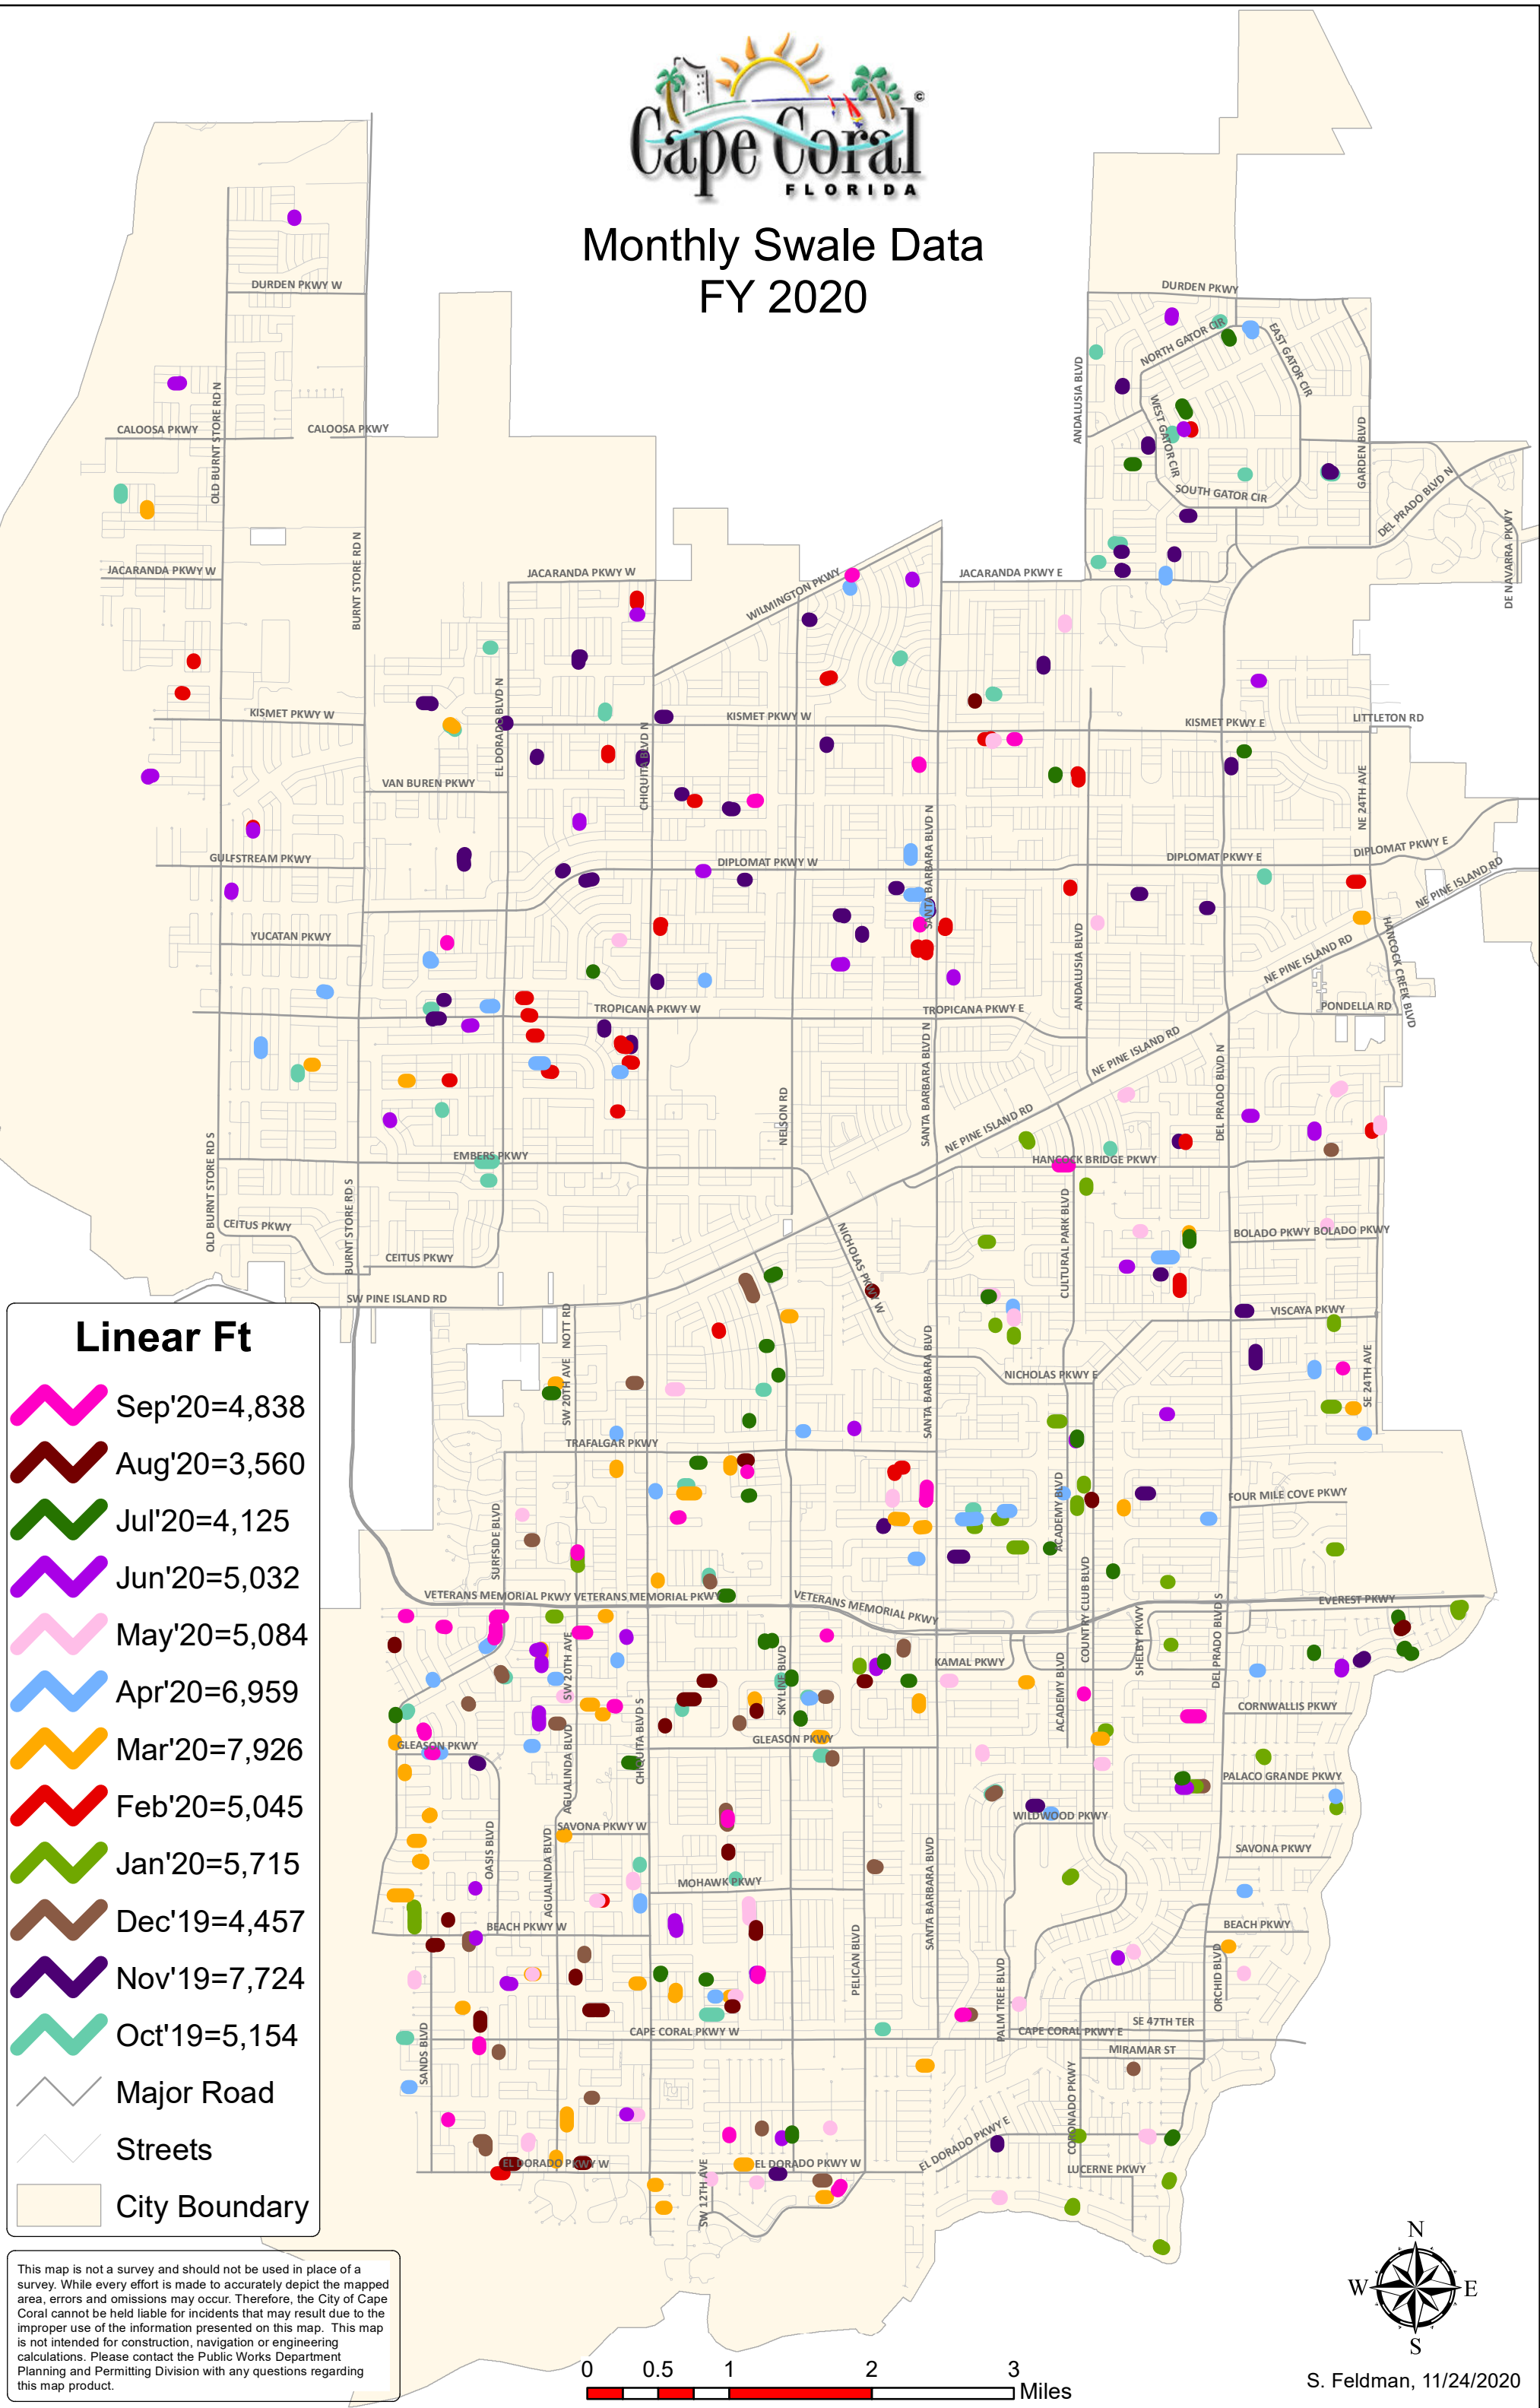 Cape Coral
©
FLORIDA
Monthly Swale Data
FY 2020
DURDEN PKWY W
DURDEN PKWY
NORTH GATOR CIR
EAST GATOR CIR
ANDALUSIA BLVD
WEST GATOR CIR
OLD BURNT STORE RD N
CALOOSA PKWY
CALOOSA PKWY
GARDEN BLVD
SOUTH GATOR CIR
DEL PRADO BLVD N
DE NAVARRA PKWY
BURNT STORE RD N
JACARANDA PKWY W
JACARANDA PKWY W
WILMINGTON PKWY
JACARANDA PKWY E
KISMET PKWY W
EL DORADO BLVD N
KISMET PKWY W
KISMET PKWY E
LITTLETON RD
CHIQUITA BLVD N
VAN BUREN PKWY
NE 24TH AVE
SANTA BARBARA BLVD N
GULFSTREAM PKWY
DIPLOMAT PKWY W
DIPLOMAT PKWY E
DIPLOMAT PKWY E
NE PINE ISLAND RD
YUCATAN PKWY
ANDALUSIA BLVD
NE PINE ISLAND RD
HANCOCK CREEK BLVD
TROPICANA PKWY W
TROPICANA PKWY E
PONDELLA RD
NE PINE ISLAND RD
SANTA BARBARA BLVD N
DEL PRADO BLVD N
NELSON RD
NE PINE ISLAND RD
OLD BURNT STORE RD S
EMBERS PKWY
HANCOCK BRIDGE PKWY
BURNT STORE RD S
CEITUS PKWY
CEITUS PKWY
NICHOLAS PKWY W
CULTURAL PARK BLVD
BOLADO PKWY
BOLADO PKWY
SW PINE ISLAND RD
NOTT RD
VISCAYA PKWY
SANTA BARBARA BLVD
NICHOLAS PKWY E
SE 24TH AVE
SW 20TH AVE
TRAFALGAR PKWY
ACADEMY BLVD
FOUR MILE COVE PKWY
SURFSIDE BLVD
COUNTRY CLUB BLVD
VETERANS MEMORIAL PKWY
VETERANS MEMORIAL PKWY
VETERANS MEMORIAL PKWY
EVEREST PKWY
SHELBY PKWY
DEL PRADO BLVD S
SW 20TH AVE
SKYLINE BLVD
KAMAL PKWY
ACADEMY BLVD
CORNWALLIS PKWY
CHIQUITA BLVD S
GLEASON PKWY
GLEASON PKWY
AGUALINDA BLVD
PALACO GRANDE PKWY
WILDWOOD PKWY
SAVONA PKWY W
SAVONA PKWY
OASIS BLVD
AGUALINDA BLVD
SANTA BARBARA BLVD
MOHAWK PKWY
BEACH PKWY W
PELICAN BLVD
BEACH PKWY
PALM TREE BLVD
ORCHID BLVD
SANDS BLVD
CAPE CORAL PKWY W
CAPE CORAL PKWY E
SE 47TH TER
MIRAMAR ST
CORONADO PKWY
EL DORADO PKWY E
EL DORADO PKWY W
EL DORADO PKWY W
SW 12TH AVE
LUCERNE PKWY
Linear Ft
Sep'20=4,838
Aug'20=3,560
Jul'20=4,125
Jun'20=5,032
May'20=5,084
Apr'20=6,959
Mar'20=7,926
Feb'20=5,045
Jan'20=5,715
Dec'19=4,457
Nov'19=7,724
Oct'19=5,154
Major Road
Streets
City Boundary
This map is not a survey and should not be used in place of a
survey. While every effort is made to accurately depict the mapped
area, errors and omissions may occur. Therefore, the City of Cape
Coral cannot be held liable for incidents that may result due to the
improper use of the information presented on this map. This map
is not intended for construction, navigation or engineering
calculations. Please contact the Public Works Department
Planning and Permitting Division with any questions regarding
this map product.
0 0.5 1 2 3
Miles
N
W E
S
S. Feldman, 11/24/2020